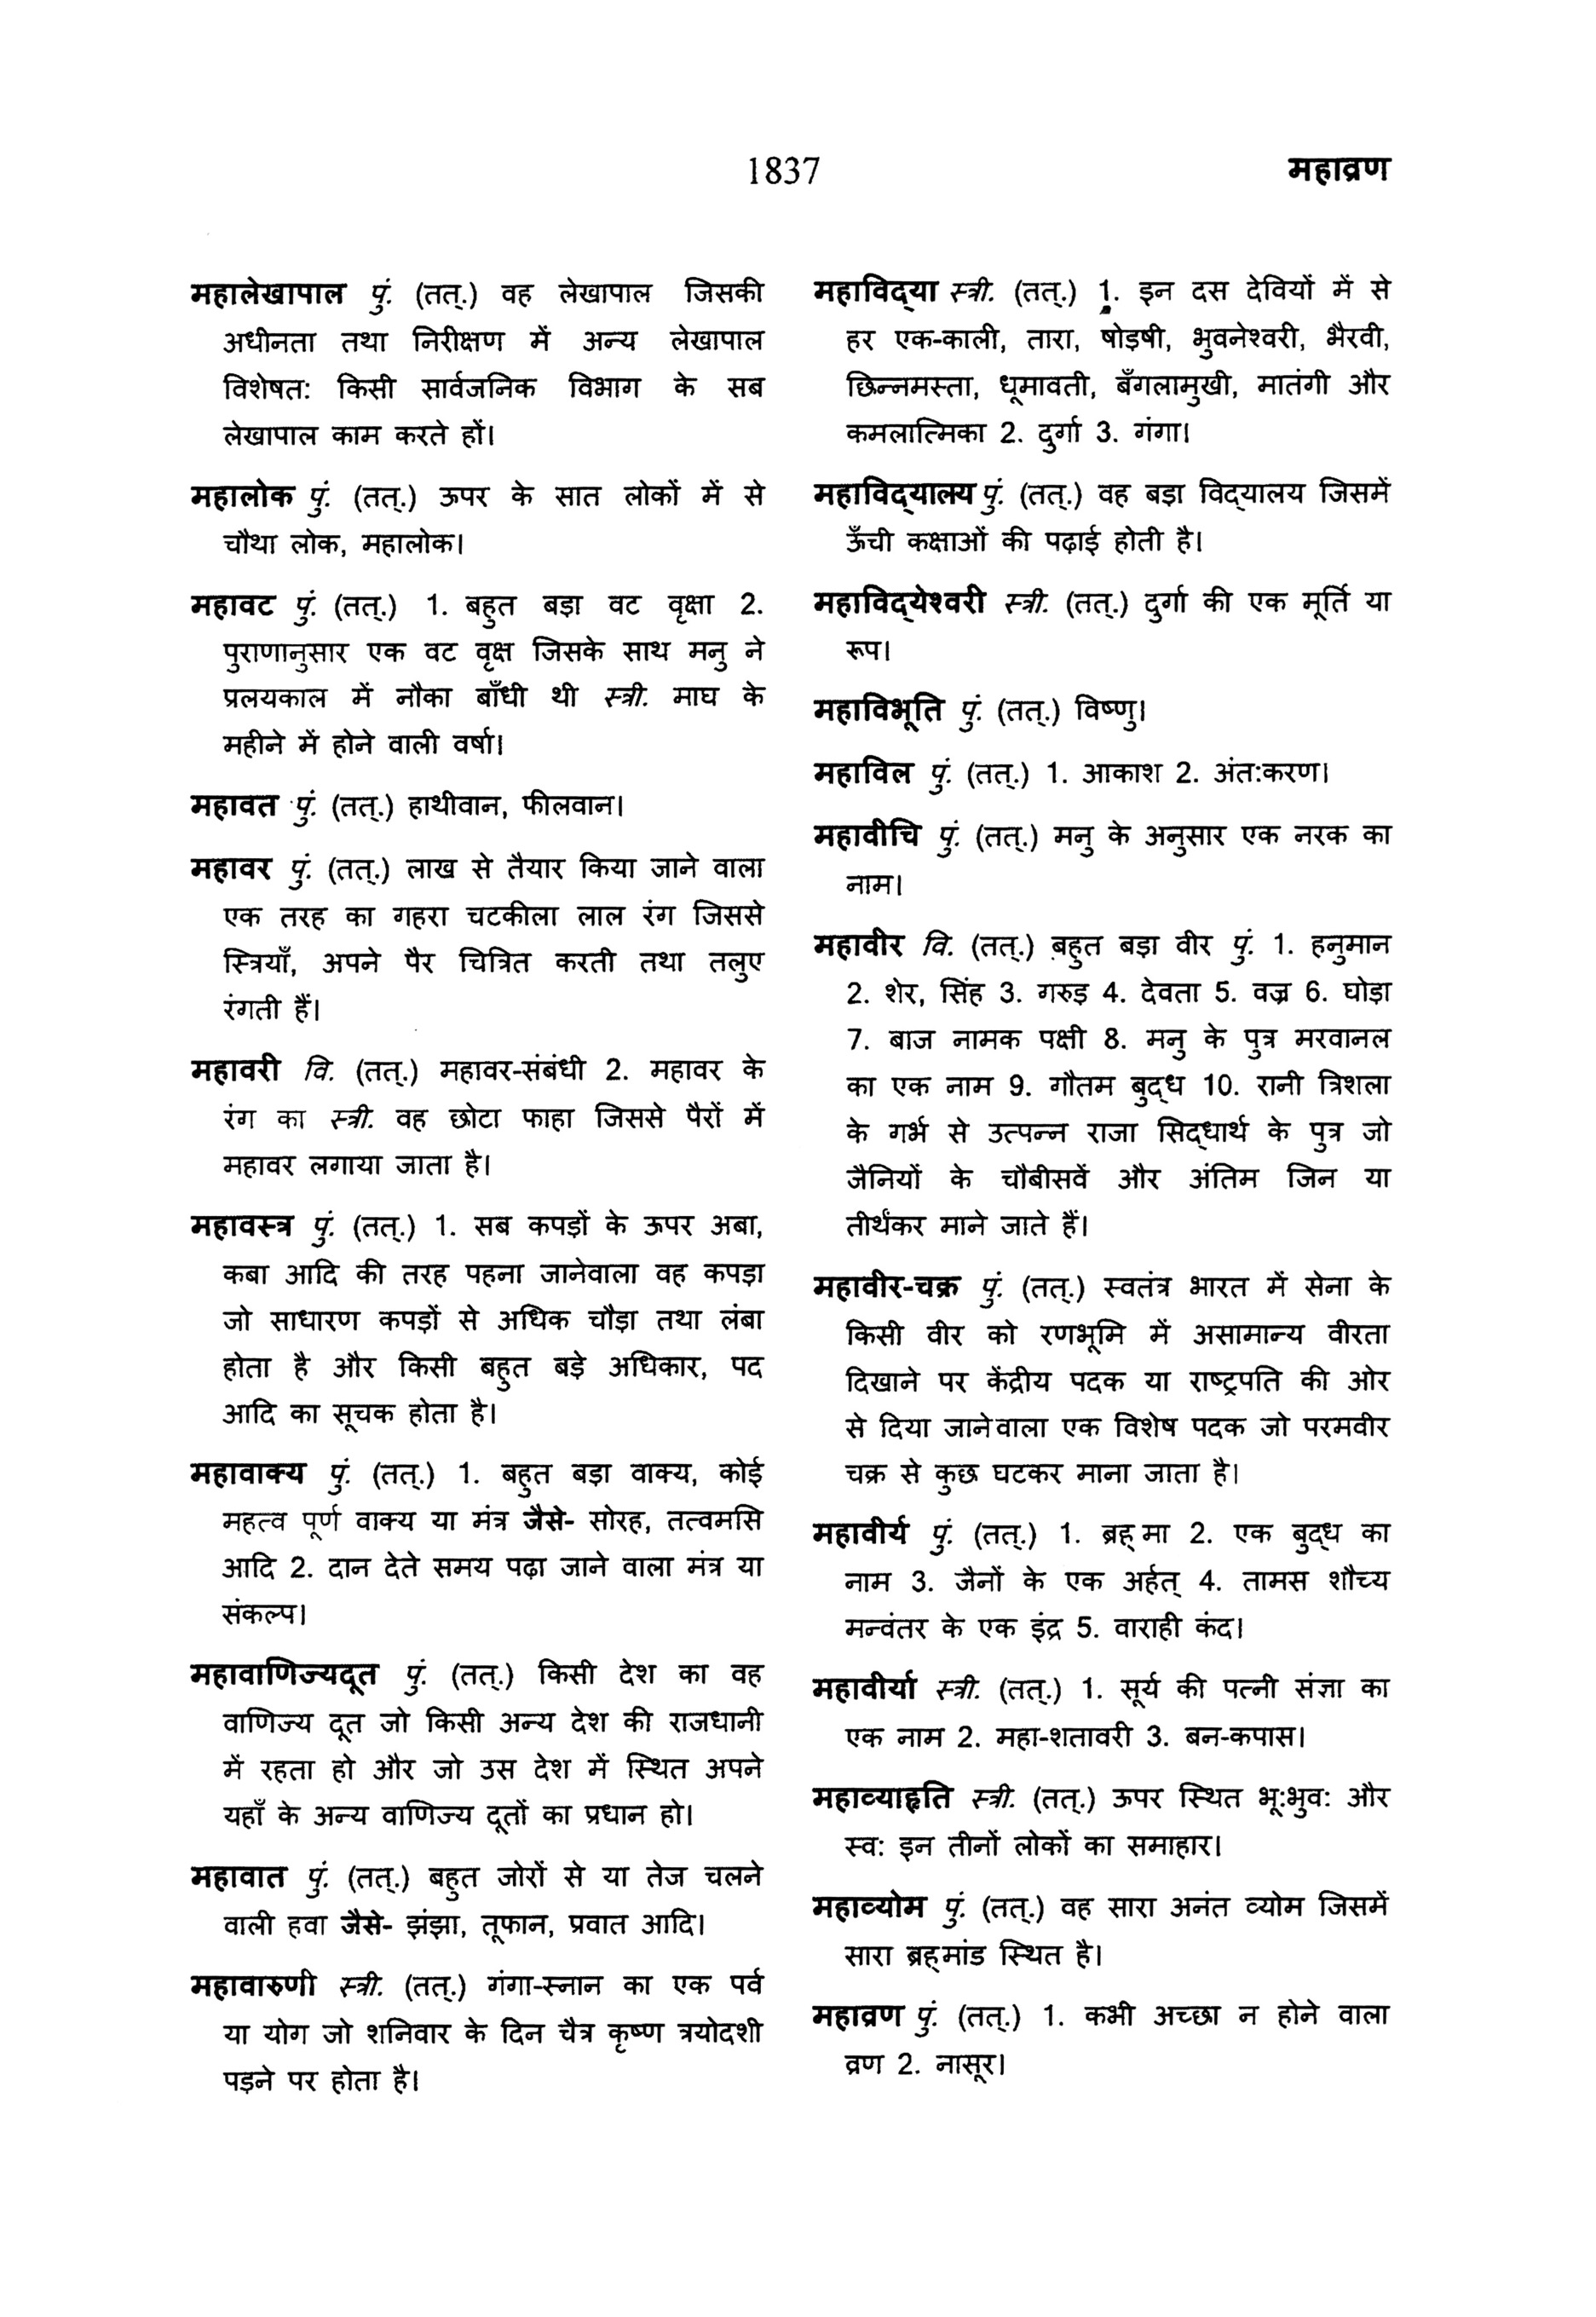 1837
महाव्रण
महालेखापाल पुं. (तत्.) वह लेखापाल जिसकी
अधीनता तथा निरीक्षण में अन्य लेखापाल
विशेषत: किसी सार्वजनिक विभाग के सब
लेखापाल काम करते हों।
महालोक पुं. (तत्.) ऊपर के सात लोकों में से
चौथा लोक, महालोक।
महावट पुं. (तत्.) 1. बहुत बड़ा वट वृक्षा 2.
पुराणानुसार एक वट वृक्ष जिसके साथ मनु ने
प्रलयकाल में नौका बाँधी थी स्त्री. माघ के
महीने में होने वाली वर्षा।
महावत पुं. (तत्.) हाथीवान, फीलवान।
महावर पुं. (तत्.) लाख से तैयार किया जाने वाला
एक तरह का गहरा चटकीला लाल रंग जिससे
स्त्रियाँ, अपने पैर चित्रित करती तथा तलुए
रंगती हैं।
महावरी वि. (तत्.) महावर-संबंधी 2. महावर के
रंग का स्त्री. वह छोटा फाहा जिससे पैरों में
महावर लगाया जाता है।
महावस्त्र पुं. (तत्.) 1. सब कपड़ों के ऊपर अबा,
कबा आदि की तरह पहना जानेवाला वह कपड़ा
जो साधारण कपड़ों से अधिक चौड़ा तथा लंबा
होता है और किसी बहुत बड़े अधिकार, पद
आदि का सूचक होता है।
महावाक्य पुं. (तत्.) 1. बहुत बड़ा वाक्य, कोई
महत्व पूर्ण वाक्य या मंत्र जैसे- सोरह, तत्वमसि
आदि 2. दान देते समय पढ़ा जाने वाला मंत्र या
संकल्प।
महावाणिज्यदूत पुं. (तत्.) किसी देश का वह
वाणिज्य दूत जो किसी अन्य देश की राजधानी
में रहता हो और जो उस देश में स्थित अपने
यहाँ के अन्य वाणिज्य दूतों का प्रधान हो।
महावात पुं. (तत्.) बहुत जोरों से या तेज चलने
वाली हवा जैसे- झंझा, तूफान, प्रवात आदि।
महावारुणी स्त्री. (तत्.) गंगा-स्नान का एक पर्व
या योग जो शनिवार के दिन चैत्र कृष्ण त्रयोदशी
पड़ने पर होता है।
महाविद्‌या स्त्री. (तत्.) 1. इन दस देवियों में से
हर एक-काली, तारा, षोड़षी, भुवनेश्वरी, भैरवी,
छिन्नमस्ता, धूमावती, बँगलामुखी, मातंगी और
कमलात्मिका 2. दुर्गा 3. गंगा।
महाविद्‌यालय पुं. (तत्.) वह बड़ा विद्‌यालय जिसमें
ऊँची कक्षाओं की पढ़ाई होती है।
महाविद्‌येश्वरी स्त्री. (तत्.) दुर्गा की एक मूर्ति या
रूप।
महाविभूति पुं. (तत्.) विष्णु।
महाविल पुं. (तत्.) 1. आकाश 2. अंत:करण।
महावीचि पुं. (तत्.) मनु के अनुसार एक नरक का
नाम।
महावीर वि. (तत्.) बहुत बड़ा वीर पुं. 1. हनुमान
2. शेर, सिंह 3. गरुड़ 4. देवता 5. वज्र 6. घोड़ा
7. बाज नामक पक्षी 8. मनु के पुत्र मरवानल
का एक नाम 9. गौतम बुद्‌ध 10. रानी त्रिशला
के गर्भ से उत्पन्न राजा सिद्‌धार्थ के पुत्र जो
जैनियों के चौबीसवें और अंतिम जिन या
तीर्थंकर माने जाते हैं।
महावीर-चक्र पुं. (तत्.) स्वतंत्र भारत में सेना के
किसी वीर को रणभूमि में असामान्य वीरता
दिखाने पर केंद्रीय पदक या राष्ट्रपति की ओर
से दिया जानेवाला एक विशेष पदक जो परमवीर
चक्र से कुछ घटकर माना जाता है।
महावीर्य पुं. (तत्.) 1. ब्रह्‌मा 2. एक बुद्‌ध का
नाम 3. जैनों के एक अर्हत् 4. तामस शौच्य
मन्वंतर के एक इंद्र 5. वाराही कंद।
महावीर्या स्त्री. (तत्.) 1. सूर्य की पत्नी संज्ञा का
एक नाम 2. महा-शतावरी 3. बन-कपास।
महाव्याहृति स्त्री. (तत्.) ऊपर स्थित भू:भुव: और
स्व: इन तीनों लोकों का समाहार।
महाव्योम पुं. (तत्.) वह सारा अनंत व्योम जिसमें
सारा ब्रह्‌मांड स्थित है।
महाव्रण पुं. (तत्.) 1. कभी अच्छा न होने वाला
व्रण 2. नासूर।